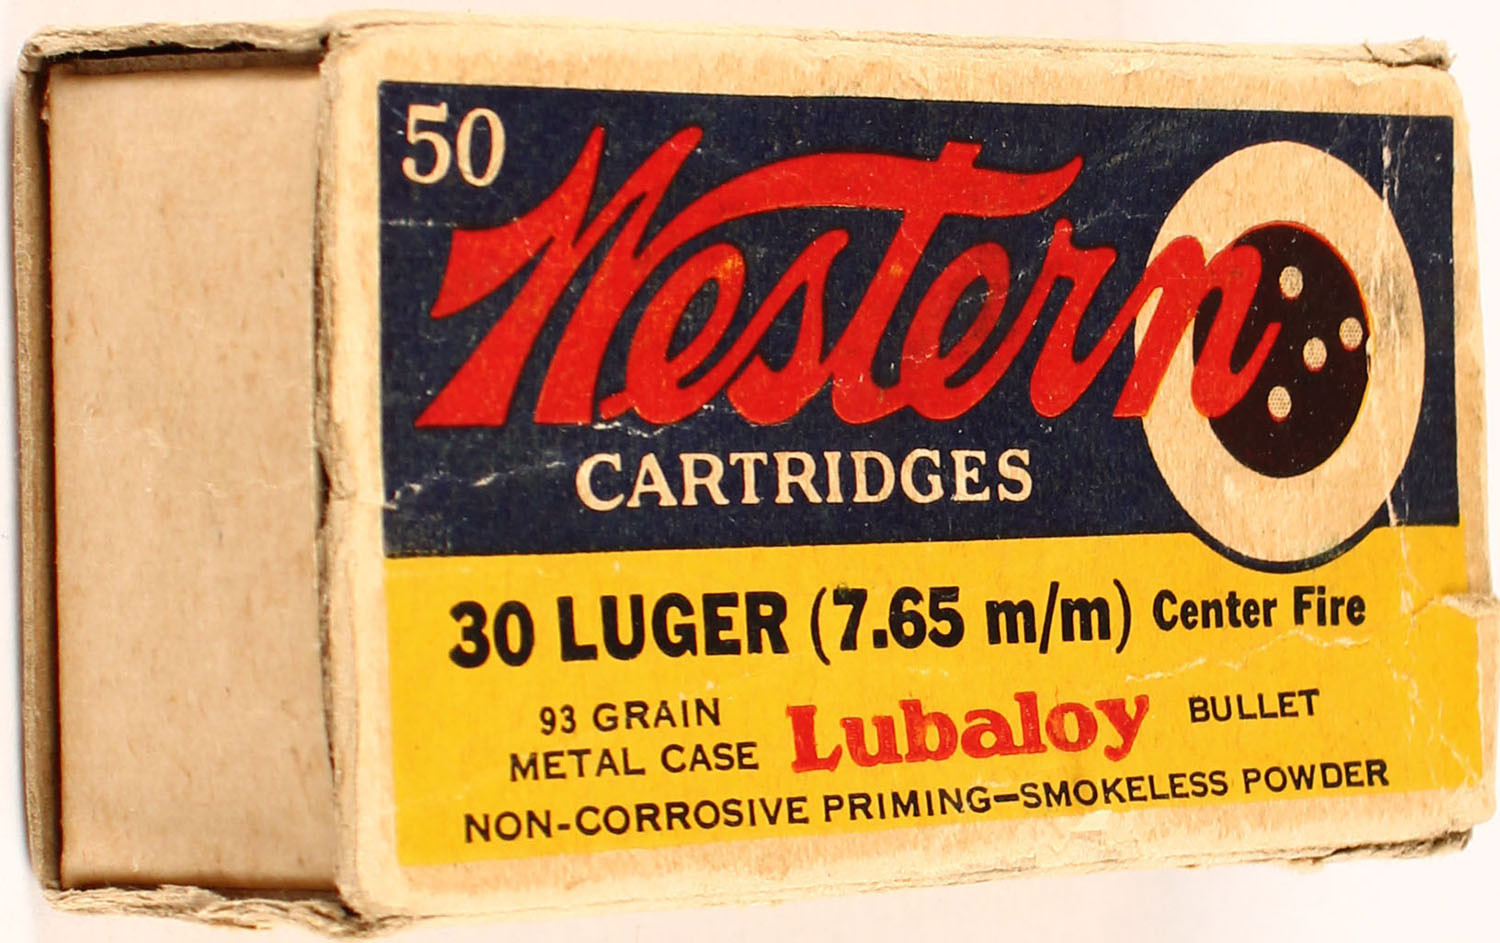 50
Western
CARTRIDGES
30 LUGER (7.65 m/m) Center Fire
93 GRAIN
METAL CASE Lubaloy BULLET
NON-CORROSIVE PRIMING—SMOKELESS POWDER